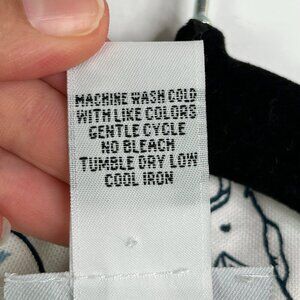 MACHINE WASH COLD
WITH LIKE COLORS
GENTLE CYCLE
NO BLEACH
TUMBLE DRY LOW
COOL IRON